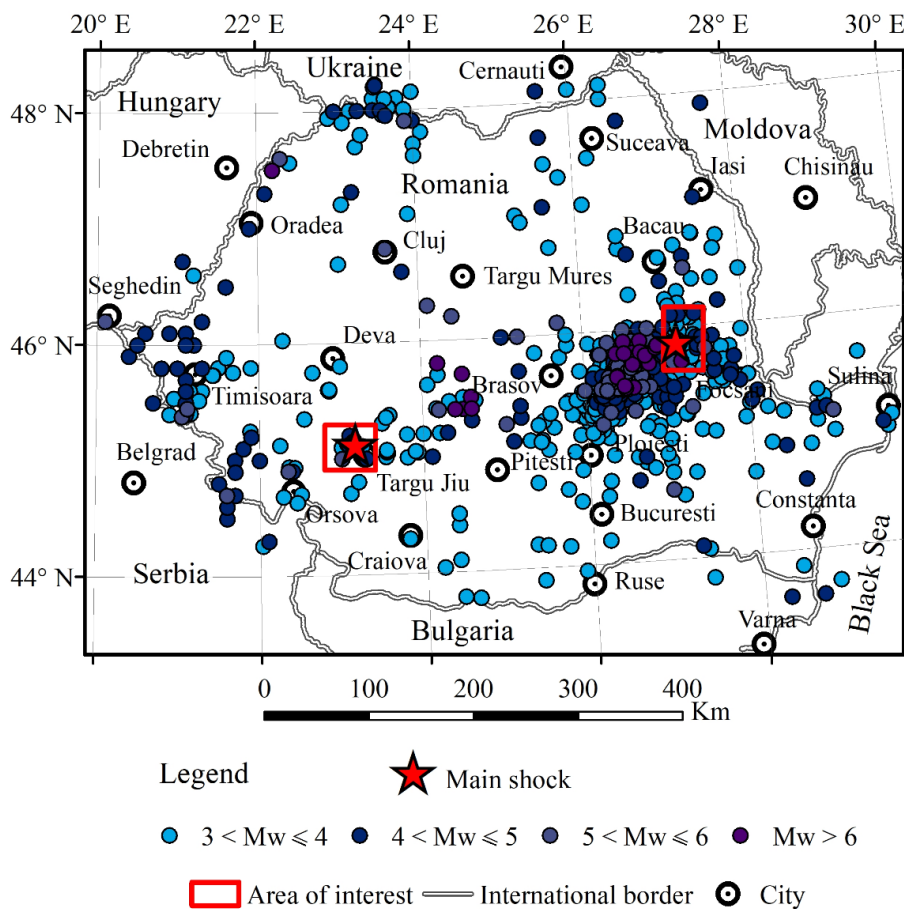 20° E 22° E 24° E 26° E 28° E 30° E
Ukraine
Cernauti
Hungary
48° N
Suceava
Moldova
Debretin
Iasi
Chisinau
Romania
Oradea
Bacau
Cluj
Targu Mures
Seghedin
Deva
46° N
Brasov
Sulina
Timisoara
Focsani
Belgrad
Ploiesti
Pitesti
Targu Jiu
Orsova
Constanta
Bucuresti
Craiova
44° N
Serbia
Ruse
Black Sea
Bulgaria
Varna
0 100 200 300 400
Km
Legend
Main shock
3 < Mw ⩽ 4 4 < Mw ⩽ 5 5 < Mw ⩽ 6 Mw > 6
Area of interest International border City